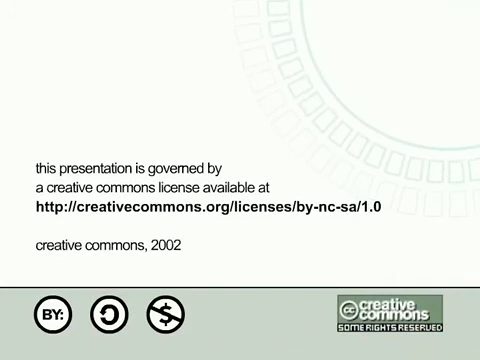 this presentation is governed by
a creative commons license available at
http://creativecommons.org/licenses/by-nc-sa/1.0
creative commons, 2002
BY:
cc creative
commons
SOME RIGHTS RESERVED